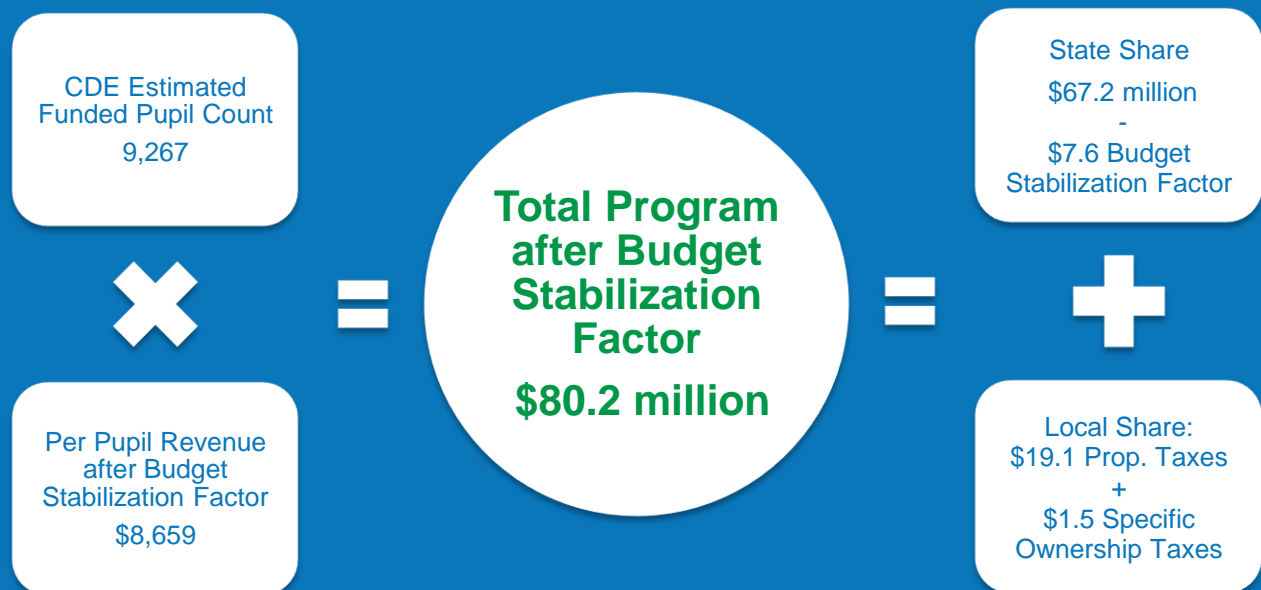 CDE Estimated
Funded Pupil Count
9,267
Per Pupil Revenue
after Budget
Stabilization Factor
$8,659
Total Program
after Budget
Stabilization
Factor
$80.2 million
State Share
$67.2 million
-
$7.6 Budget
Stabilization Factor
Local Share:
$19.1 Prop. Taxes
+
$1.5 Specific
Ownership Taxes